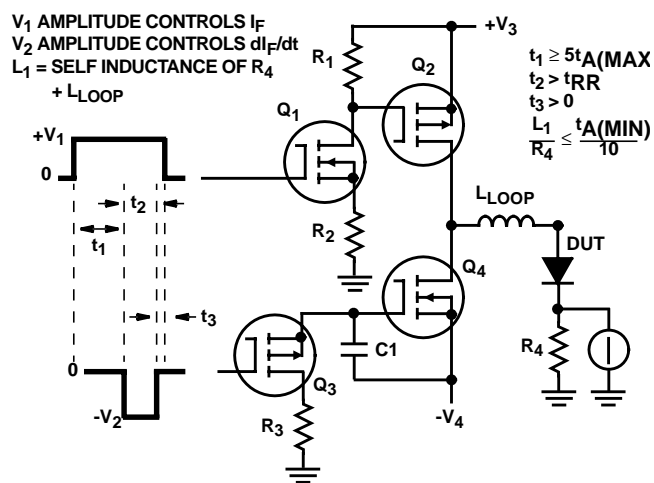 V1 AMPLITUDE CONTROLS IF
V2 AMPLITUDE CONTROLS dIF/dt
L1 = SELF INDUCTANCE OF R4
+ LLOOP
+V3
R1
Q2
t1 ≥ 5tA(MAX
t2 > tRR
t3 > 0
L1/R4 ≤ tA(MIN)/10
Q1
+V1
0
t2
t1
R2
LLOOP
DUT
Q4
t3
C1
R4
0
Q3
-V2
R3
-V4